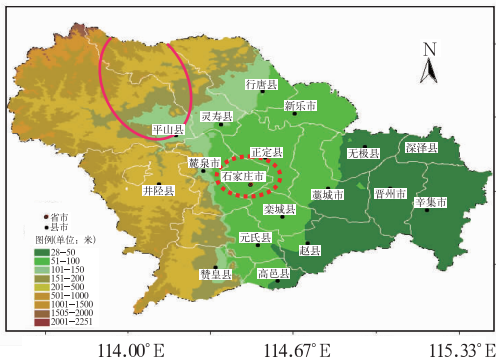 N
行唐县
新乐市
灵寿县
平山县
无极县
深泽县
正定县
鹿泉市
石家庄市
井陉县
藁城市
晋州市
辛集市
栾城县
元氏县
赵县
赞皇县
高邑县
省市
县市
图例(单位:米)
28-50
51-100
101-150
151-200
201-500
501-1000
1001-1500
1505-2000
2001-2251
114.00°E 114.67°E 115.33°E